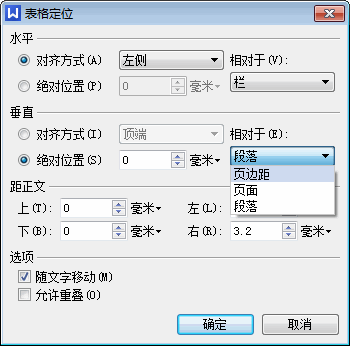 表格定位
水平
对齐方式(A) 左侧 相对于(V):
绝对位置(P) 0 毫米 栏
垂直
对齐方式(I) 顶端 相对于(E):
绝对位置(S) 0 毫米 段落
页边距
页面
段落
距正文
上(T): 0 毫米 左(L):
下(B): 0 毫米 右(R): 3.2 毫米
选项
随文字移动(M)
允许重叠(O)
确定 取消